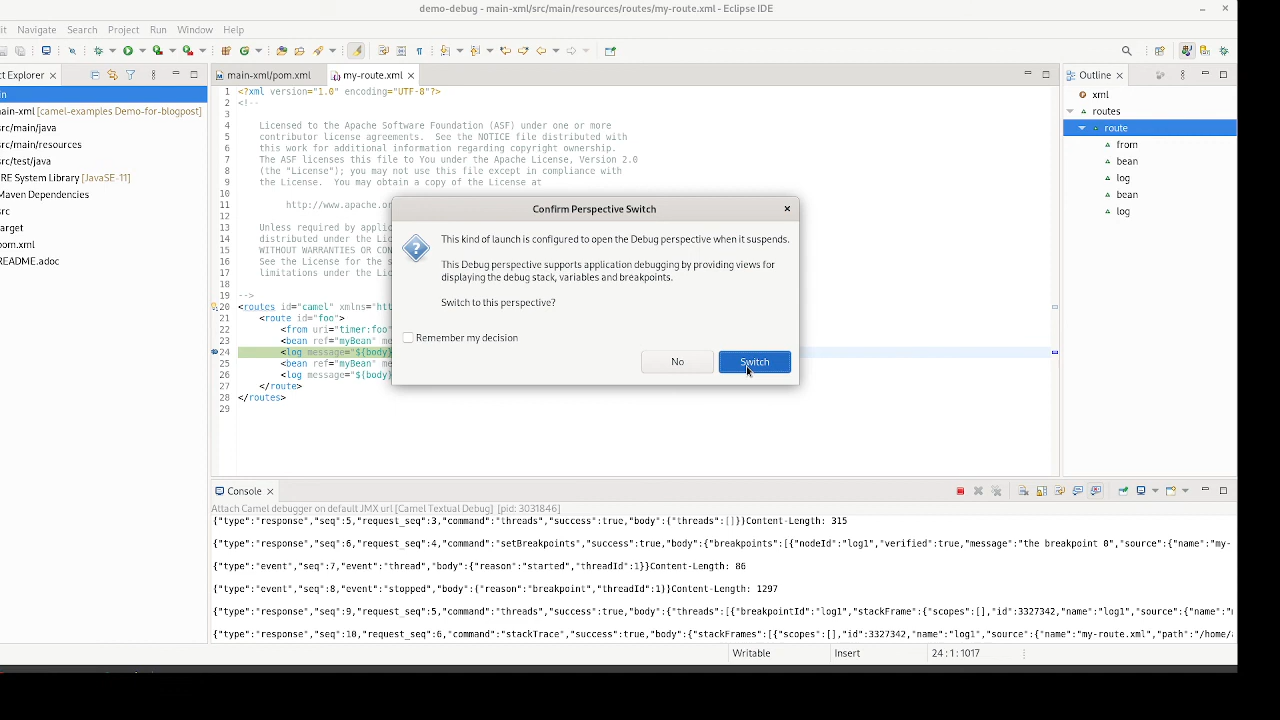 demo-debug - main-xml/src/main/resources/routes/my-route.xml - Eclipse IDE
it Navigate Search Project Run Window Help
ct Explorer
main-xml/pom.xml
my-route.xml
Outline
in
main-xml [camel-examples Demo-for-blogpost]
src/main/java
src/main/resources
src/test/java
JRE System Library [JavaSE-11]
Maven Dependencies
src
target
pom.xml
README.adoc
1 <?xml version="1.0" encoding="UTF-8"?>
2 <!--
3
4 Licensed to the Apache Software Foundation (ASF) under one or more
5 contributor license agreements. See the NOTICE file distributed with
6 this work for additional information regarding copyright ownership.
7 The ASF licenses this file to You under the Apache License, Version 2.0
8 (the "License"); you may not use this file except in compliance with
9 the License. You may obtain a copy of the License at
10
11 http://www.apache.or
12
13 Unless required by applic
14 distributed under the Lic
15 WITHOUT WARRANTIES OR CON
16 See the License for the s
17 limitations under the Lic
18
19 -->
20 <routes id="camel" xmlns="htt
21 <route id="foo">
22 <from uri="timer:foo"
23 <bean ref="myBean" me
24 <log message="${body}
25 <bean ref="myBean" me
26 <log message="${body}
27 </route>
28 </routes>
29
Confirm Perspective Switch
This kind of launch is configured to open the Debug perspective when it suspends.
This Debug perspective supports application debugging by providing views for
displaying the debug stack, variables and breakpoints.
Switch to this perspective?
Remember my decision
No
Switch
xml
routes
route
from
bean
log
bean
log
Console
Attach Camel debugger on default JMX url [Camel Textual Debug] [pid: 3031846]
{"type":"response","seq":5,"request_seq":3,"command":"threads","success":true,"body":{"threads":[]}}Content-Length: 315
{"type":"response","seq":6,"request_seq":4,"command":"setBreakpoints","success":true,"body":{"breakpoints":[{"nodeId":"log1","verified":true,"message":"the breakpoint 0","source":{"name":"my-
{"type":"event","seq":7,"event":"thread","body":{"reason":"started","threadId":1}}Content-Length: 86
{"type":"event","seq":8,"event":"stopped","body":{"reason":"breakpoint","threadId":1}}Content-Length: 1297
{"type":"response","seq":9,"request_seq":5,"command":"threads","success":true,"body":{"threads":[{"breakpointId":"log1","stackFrame":{"scopes":[],"id":3327342,"name":"log1","source":{"name":"
{"type":"response","seq":10,"request_seq":6,"command":"stackTrace","success":true,"body":{"stackFrames":[{"scopes":[],"id":3327342,"name":"log1","source":{"name":"my-route.xml","path":"/home/
Writable
Insert
24 : 1 : 1017